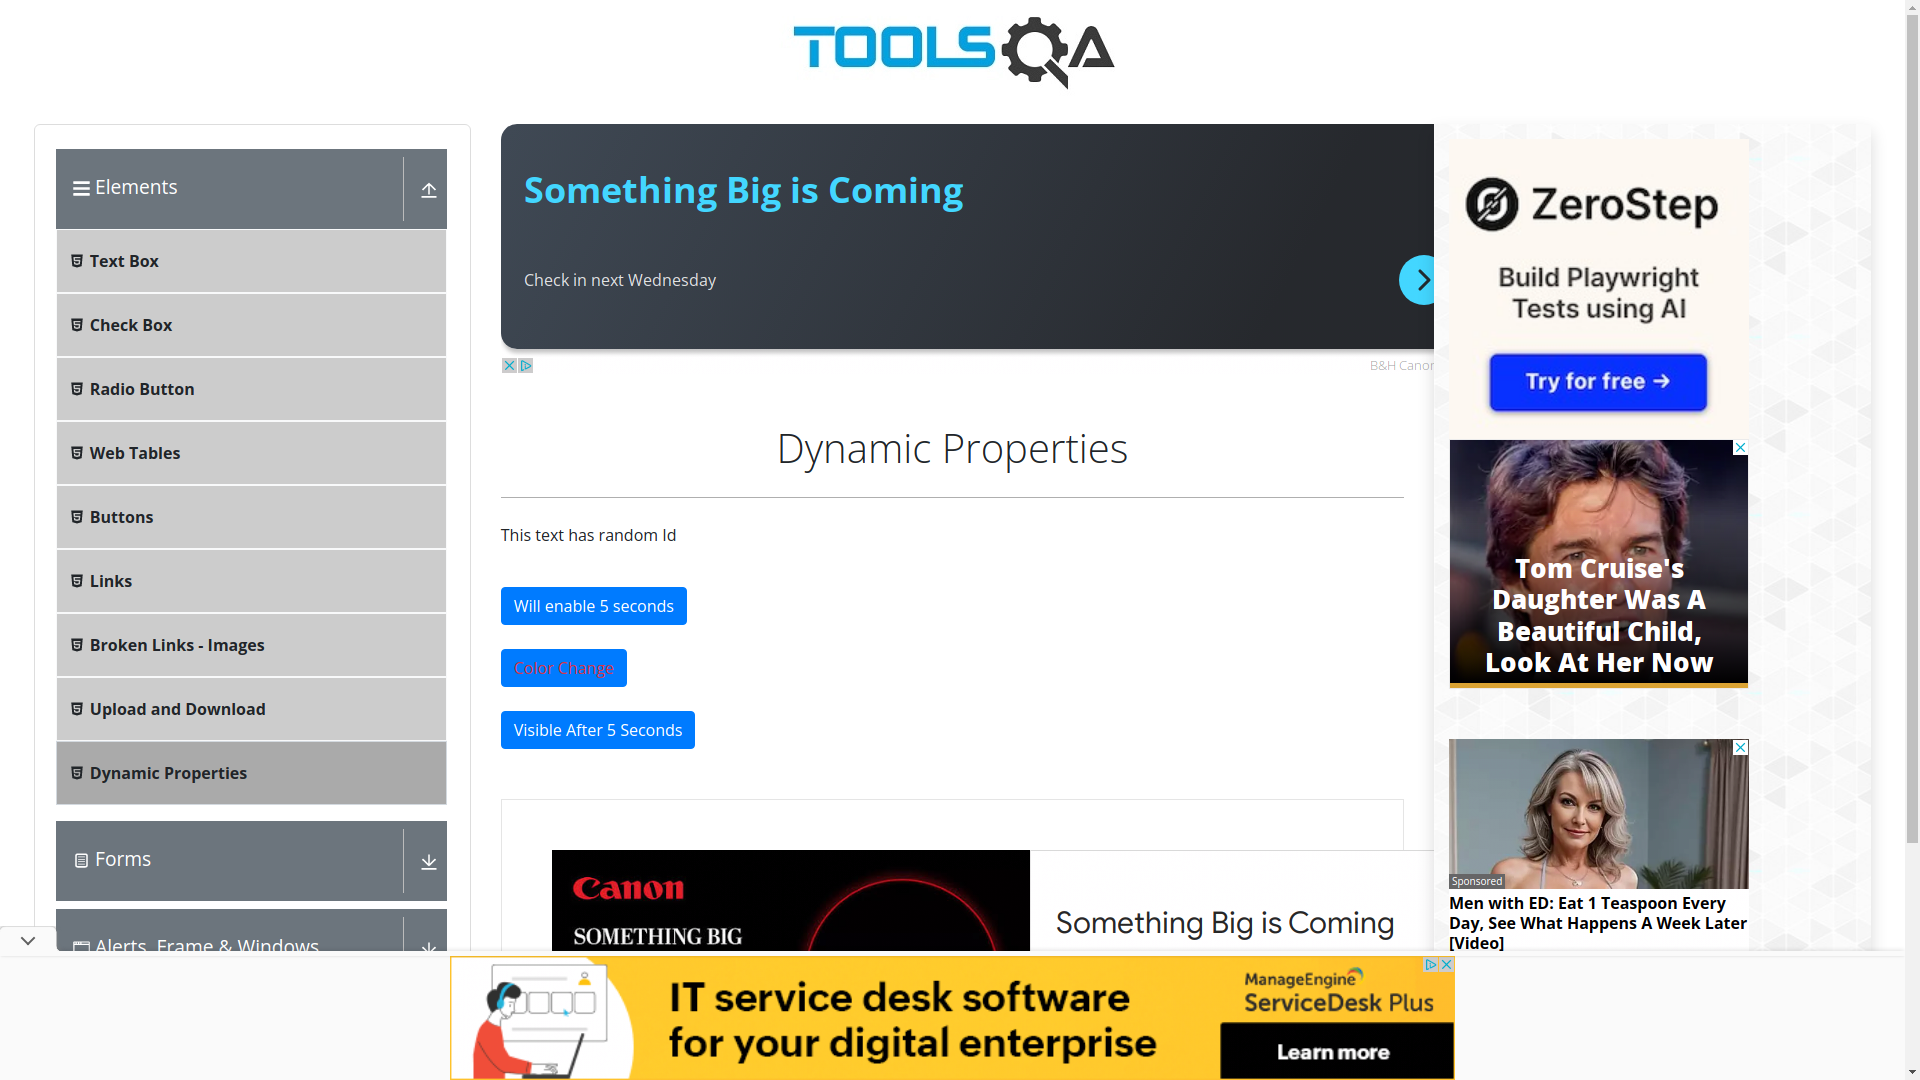 TOOLSQA
Elements
Text Box
Check Box
Radio Button
Web Tables
Buttons
Links
Broken Links - Images
Upload and Download
Dynamic Properties
Forms
Alerts, Frame & Windows
Something Big is Coming
Check in next Wednesday
B&H Canon
Dynamic Properties
This text has random Id
Will enable 5 seconds
Color Change
Visible After 5 Seconds
Canon
SOMETHING BIG
Something Big is Coming
ZeroStep
Build Playwright
Tests using AI
Try for free →
Tom Cruise's
Daughter Was A
Beautiful Child,
Look At Her Now
Sponsored
Men with ED: Eat 1 Teaspoon Every
Day, See What Happens A Week Later
[Video]
IT service desk software
for your digital enterprise
ManageEngine
ServiceDesk Plus
Learn more